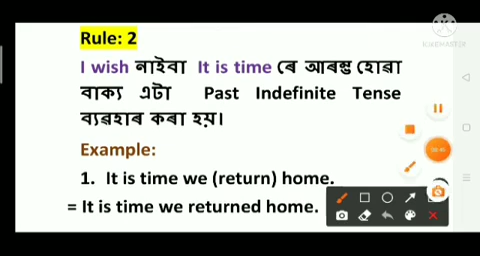 Rule: 2
I wish নাইবা It is time ৰে আৰম্ভ হোৱা
বাক্য এটা Past Indefinite Tense
ব্যৱহাৰ কৰা হয়।
Example:
1. It is time we (return) home.
= It is time we returned home.
KINEMASTER